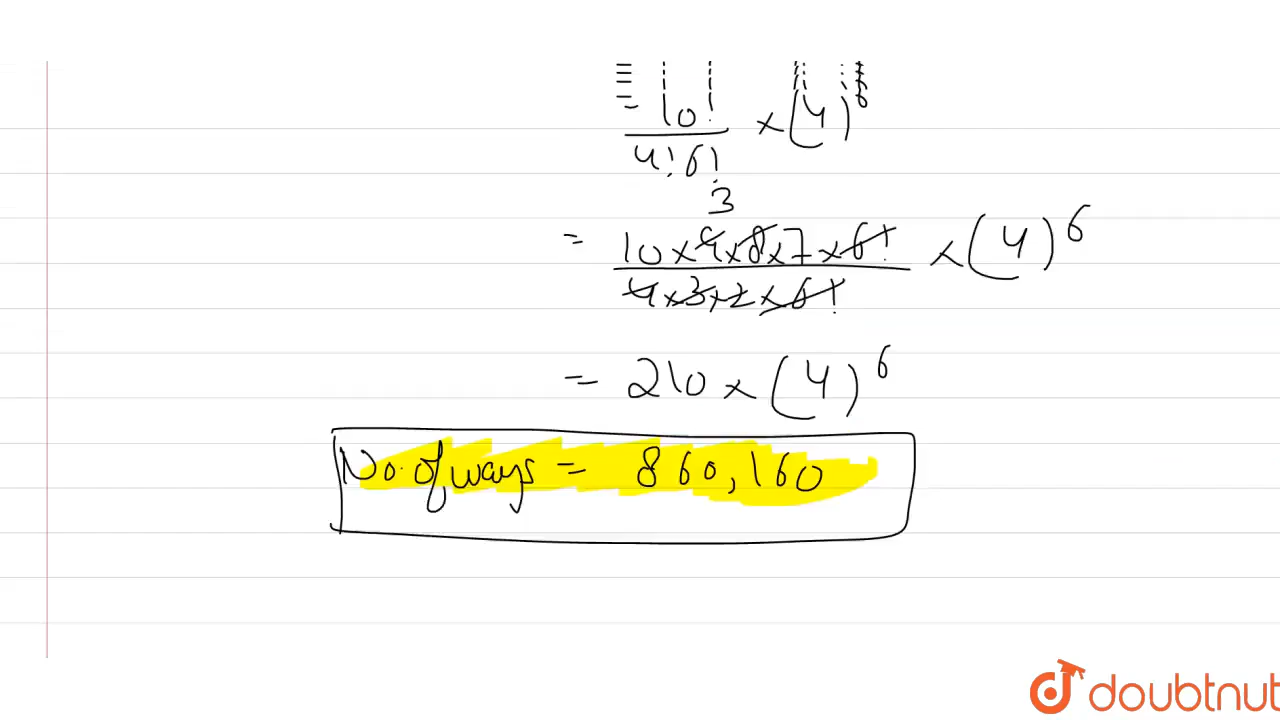 = 10! × (4)^6
4! 6!
3
= 10 × 9 × 8 × 7 × 6! × (4)^6
4 × 3 × 2 × 6!
= 210 × (4)^6
No. of ways = 860,160
doubtnut